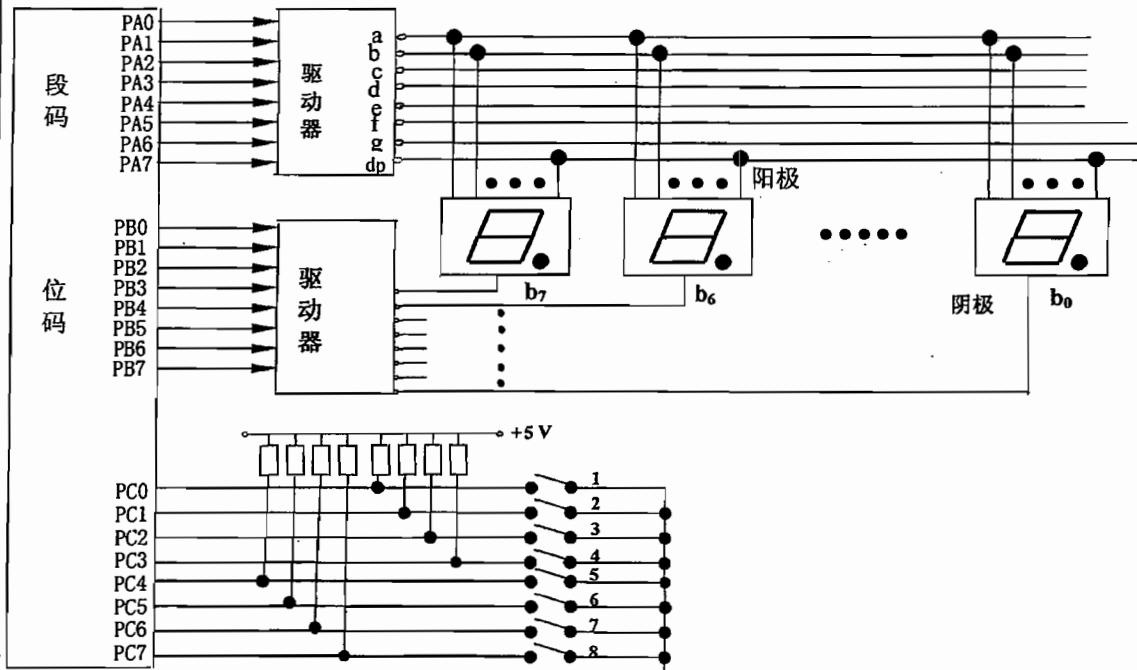 段码
PA0
PA1
PA2
PA3
PA4
PA5
PA6
PA7
驱动器
a
b
c
d
e
f
g
dp
阳极
位码
PB0
PB1
PB2
PB3
PB4
PB5
PB6
PB7
驱动器
b₇
b₆
阴极
b₀
+5 V
PC0
PC1
PC2
PC3
PC4
PC5
PC6
PC7
1
2
3
4
5
6
7
8